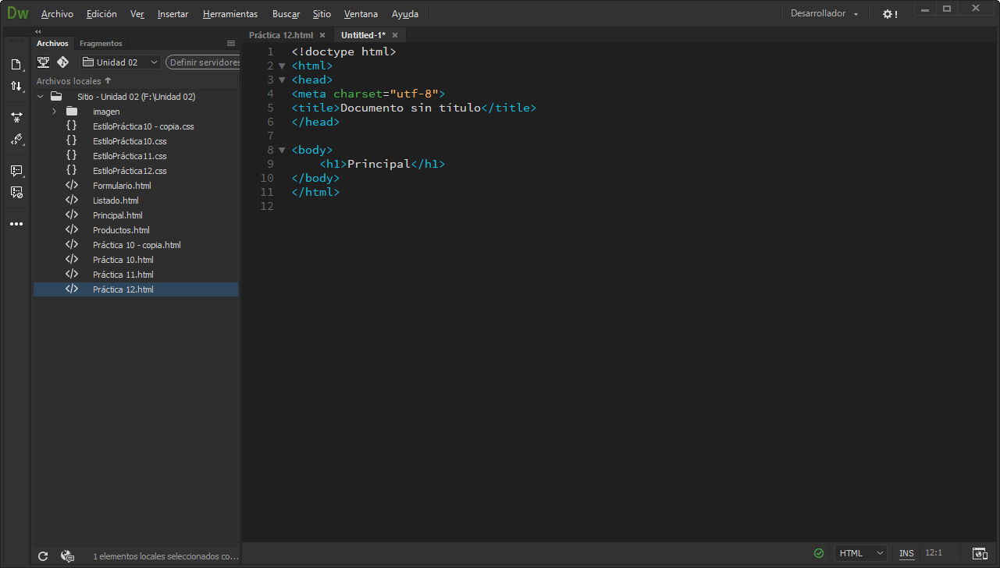 Dw Archivo Edición Ver Insertar Herramientas Buscar Sitio Ventana Ayuda Desarrollador !
Archivos Fragmentos
Unidad 02 Definir servidores
Archivos locales
Sitio - Unidad 02 (F:\Unidad 02)
imagen
EstiloPráctica10 - copia.css
EstiloPráctica10.css
EstiloPráctica11.css
EstiloPráctica12.css
Formulario.html
Listado.html
Principal.html
Productos.html
Práctica 10 - copia.html
Práctica 10.html
Práctica 11.html
Práctica 12.html
1 elementos locales seleccionados co...
Práctica 12.html Untitled-1*
1 <!doctype html>
2 <html>
3 <head>
4 <meta charset="utf-8">
5 <title>Documento sin título</title>
6 </head>
7
8 <body>
9 <h1>Principal</h1>
10 </body>
11 </html>
12
HTML INS 12:1